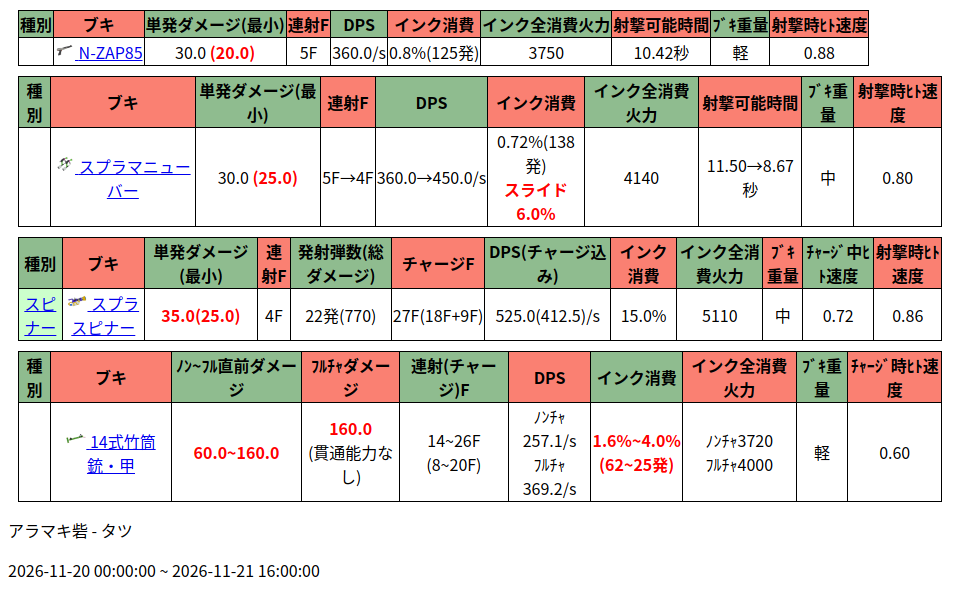 種別 ブキ 単発ダメージ(最小) 連射F DPS インク消費 インク全消費火力 射撃可能時間 ﾌﾞｷ重量 射撃時ﾋﾄ速度
N-ZAP85 30.0 (20.0) 5F 360.0/s 0.8%(125発) 3750 10.42秒 軽 0.88
種別 ブキ 単発ダメージ(最小) 連射F DPS インク消費 インク全消費火力 射撃可能時間 ﾌﾞｷ重量 射撃時ﾋﾄ速度
スプラマニューバー 30.0 (25.0) 5F→4F 360.0→450.0/s 0.72%(138発) スライド 6.0% 4140 11.50→8.67秒 中 0.80
種別 ブキ 単発ダメージ(最小) 連射F 発射弾数(総ダメージ) チャージF DPS(チャージ込み) インク消費 インク全消費火力 ﾌﾞｷ重量 ﾁｬｰｼﾞ中ﾋﾄ速度 射撃時ﾋﾄ速度
スピナー スプラスピナー 35.0(25.0) 4F 22発(770) 27F(18F+9F) 525.0(412.5)/s 15.0% 5110 中 0.72 0.86
種別 ブキ ﾉﾝ~ﾌﾙ直前ダメージ ﾌﾙﾁｬダメージ 連射(チャージ)F DPS インク消費 インク全消費火力 ﾌﾞｷ重量 ﾁｬｰｼﾞ時ﾋﾄ速度
14式竹筒銃・甲 60.0~160.0 160.0 (貫通能力なし) 14~26F (8~20F) ﾉﾝﾁｬ 257.1/s ﾌﾙﾁｬ 369.2/s 1.6%~4.0% (62~25発) ﾉﾝﾁｬ3720 ﾌﾙﾁｬ4000 軽 0.60
アラマキ砦 - タツ
2026-11-20 00:00:00 ~ 2026-11-21 16:00:00